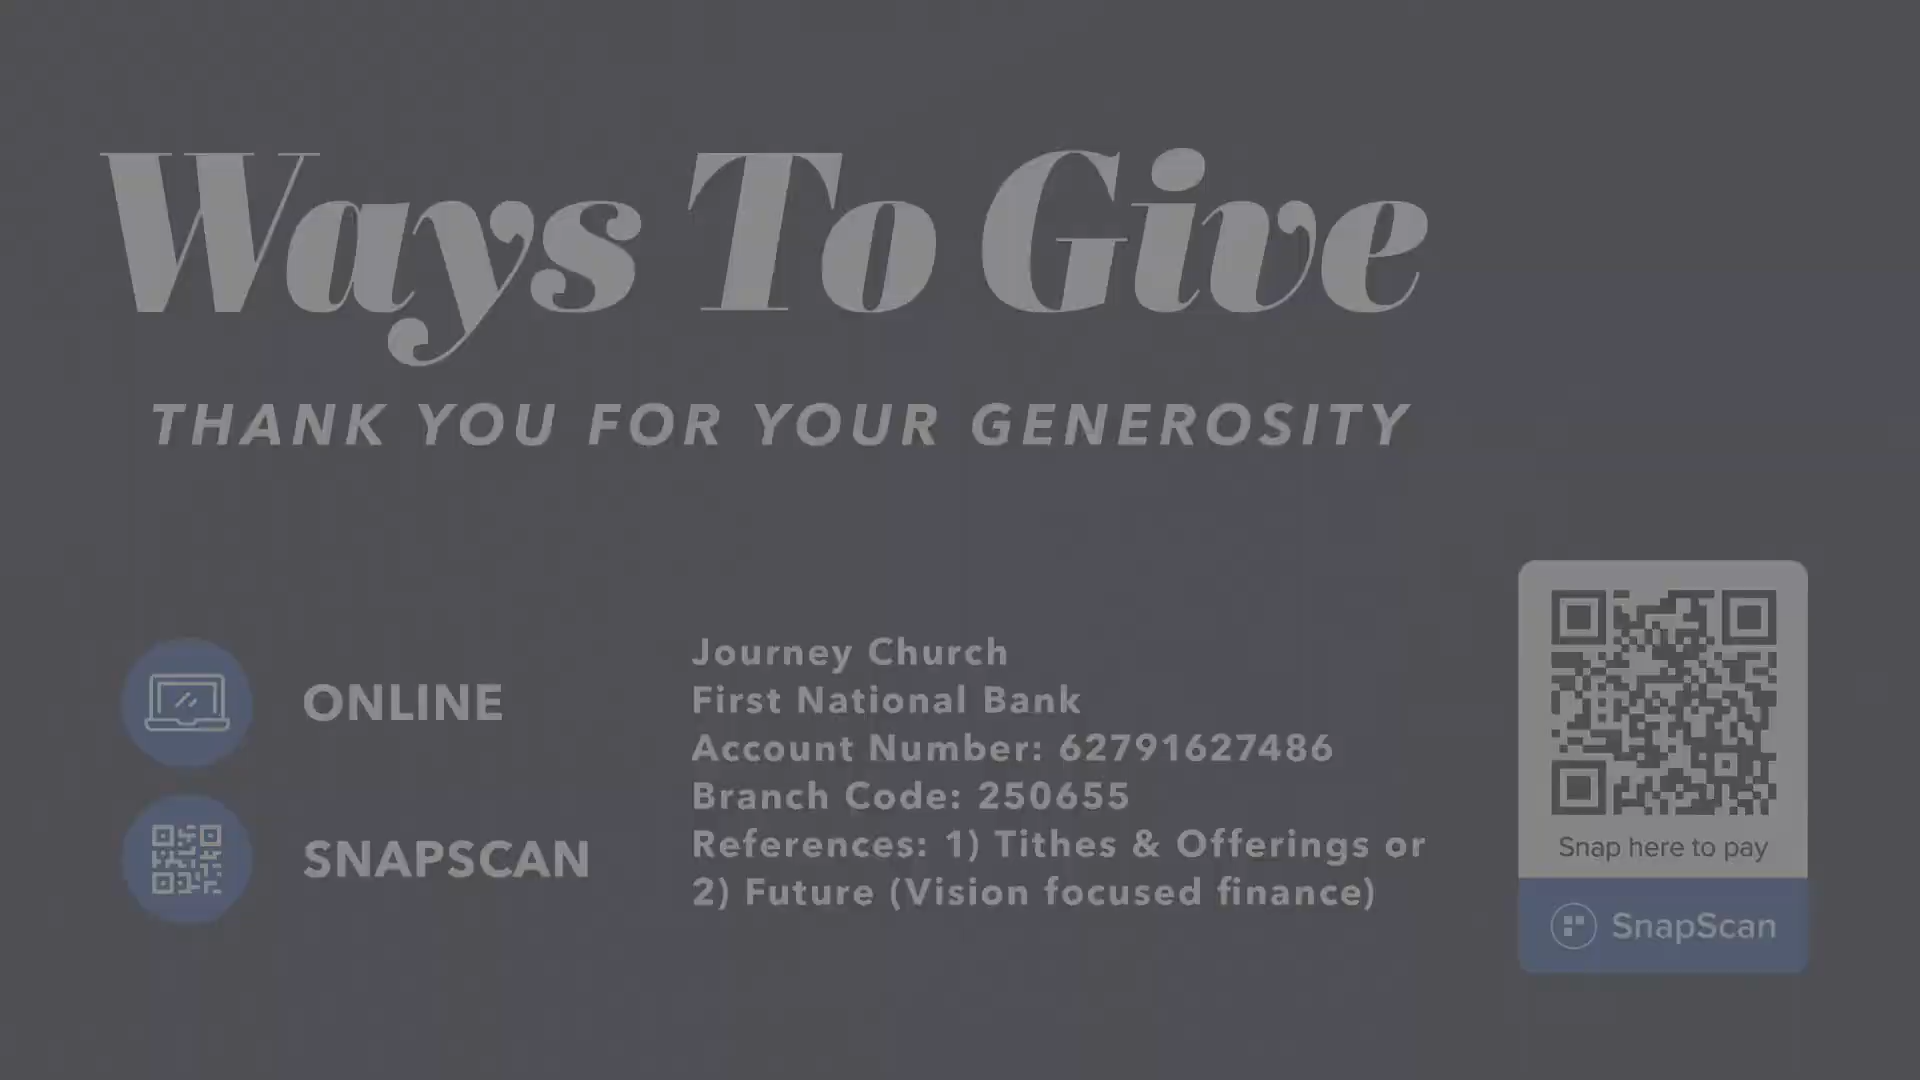 Ways To Give
THANK YOU FOR YOUR GENEROSITY
ONLINE
SNAPSCAN
Journey Church
First National Bank
Account Number: 62791627486
Branch Code: 250655
References: 1) Tithes & Offerings or
2) Future (Vision focused finance)
Snap here to pay
SnapScan